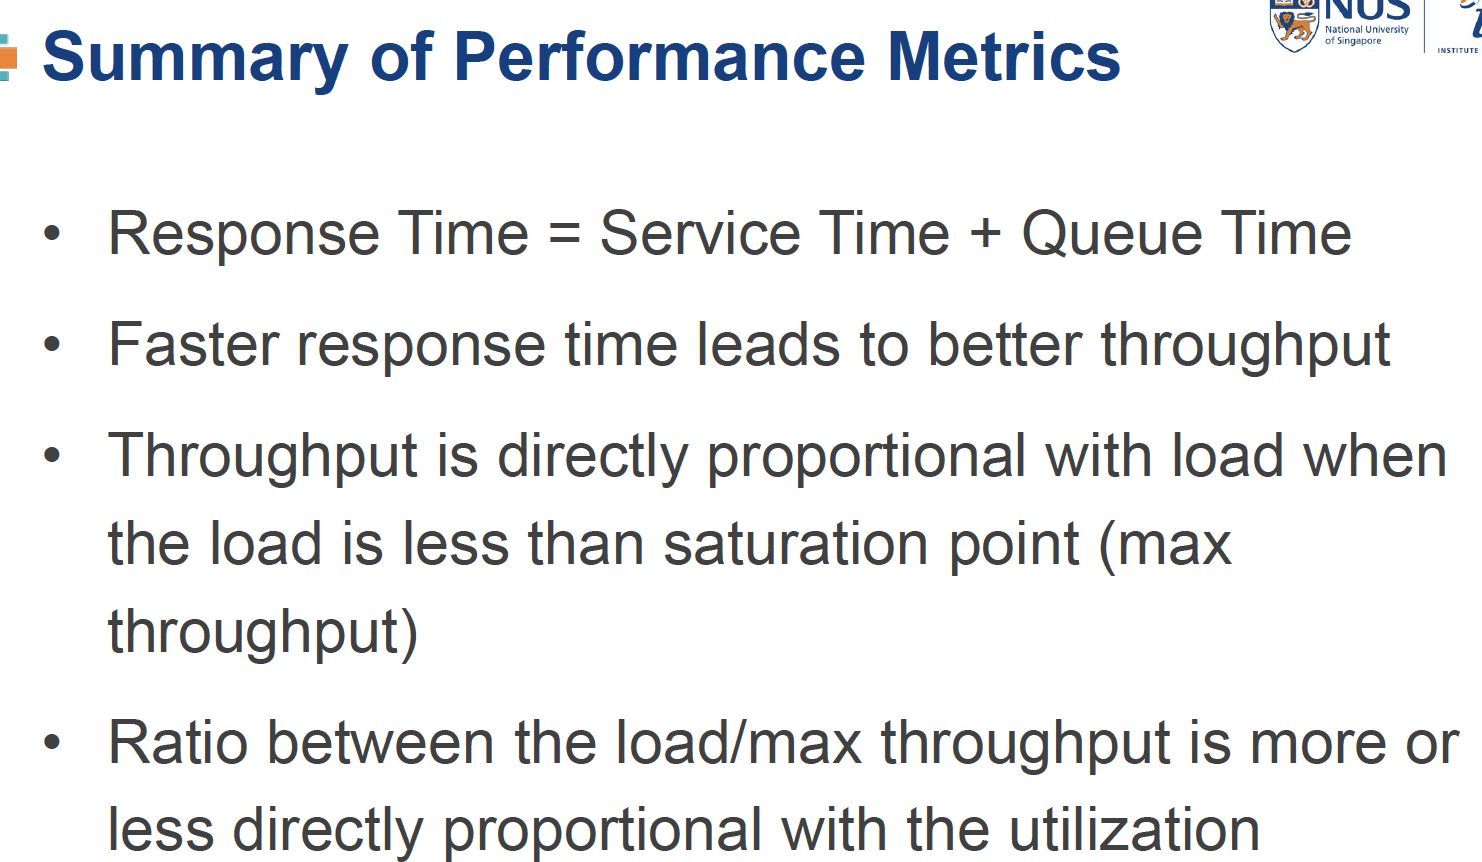 Summary of Performance Metrics
NUS
National University
of Singapore
INSTITUTE
• Response Time = Service Time + Queue Time
• Faster response time leads to better throughput
• Throughput is directly proportional with load when
the load is less than saturation point (max
throughput)
• Ratio between the load/max throughput is more or
less directly proportional with the utilization